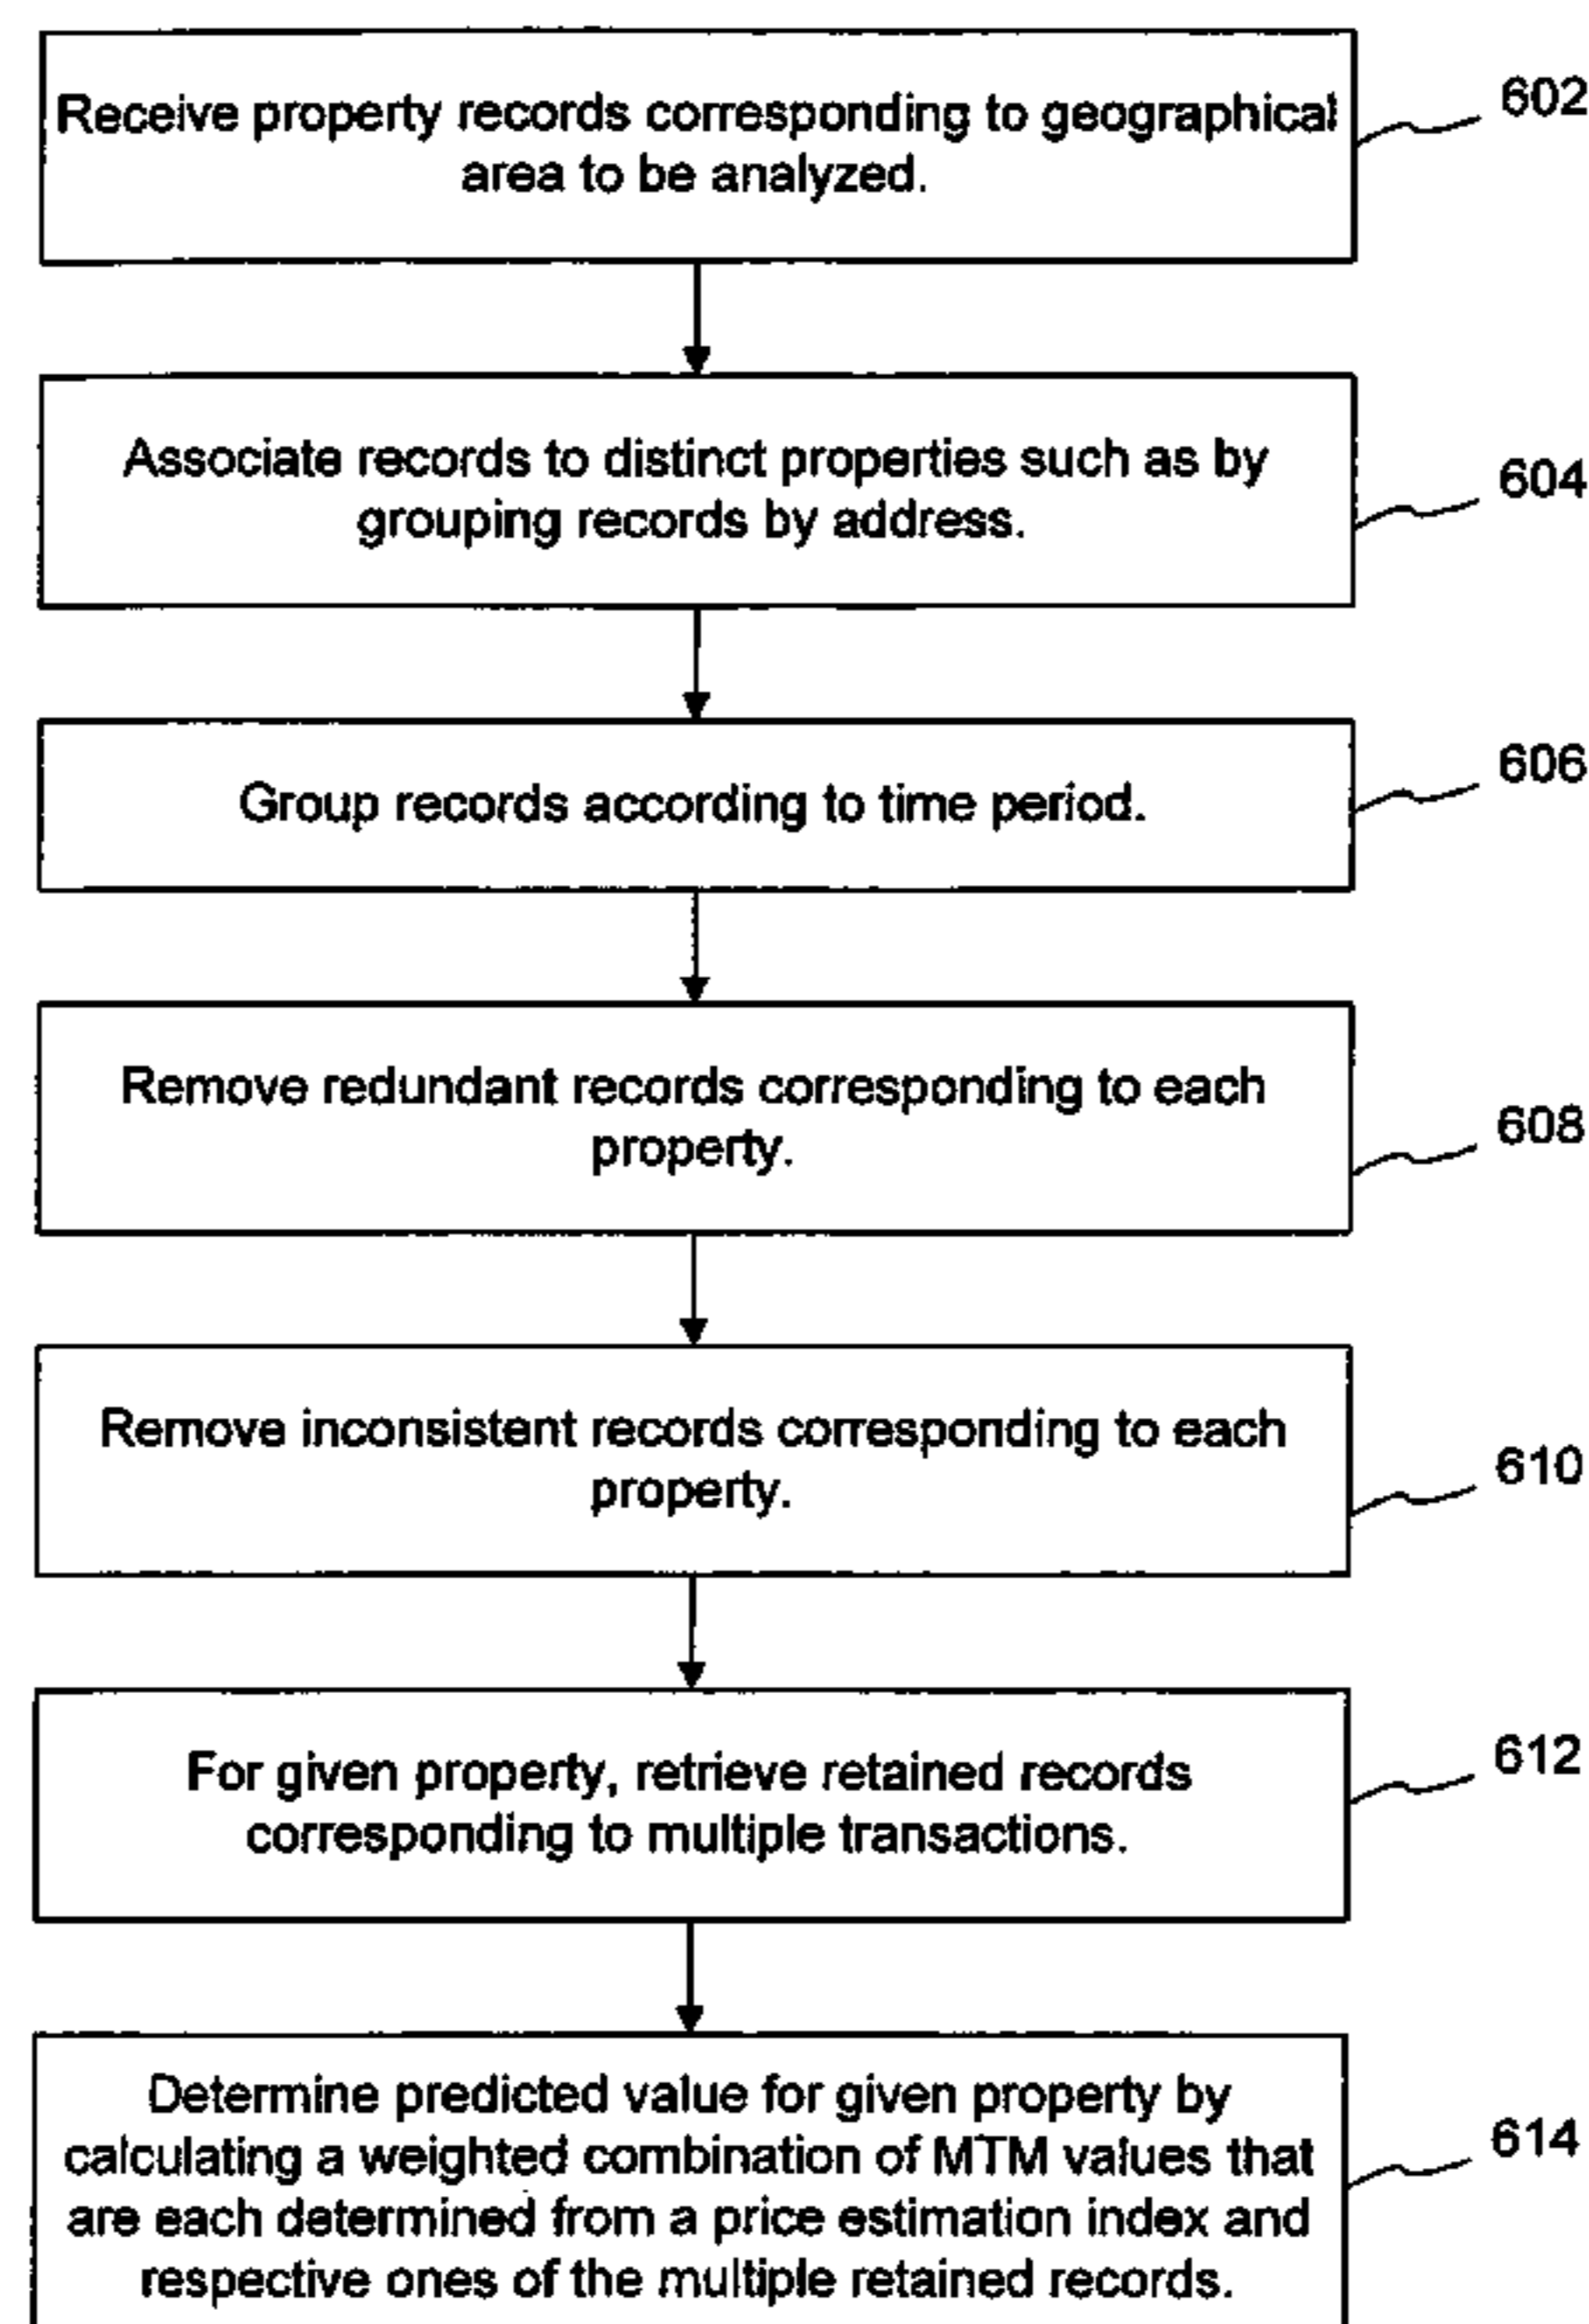 Receive property records corresponding to geographical
area to be analyzed.
602
Associate records to distinct properties such as by
grouping records by address.
604
Group records according to time period.
606
Remove redundant records corresponding to each
property.
608
Remove inconsistent records corresponding to each
property.
610
For given property, retrieve retained records
corresponding to multiple transactions.
612
Determine predicted value for given property by
calculating a weighted combination of MTM values that
are each determined from a price estimation index and
respective ones of the multiple retained records.
614